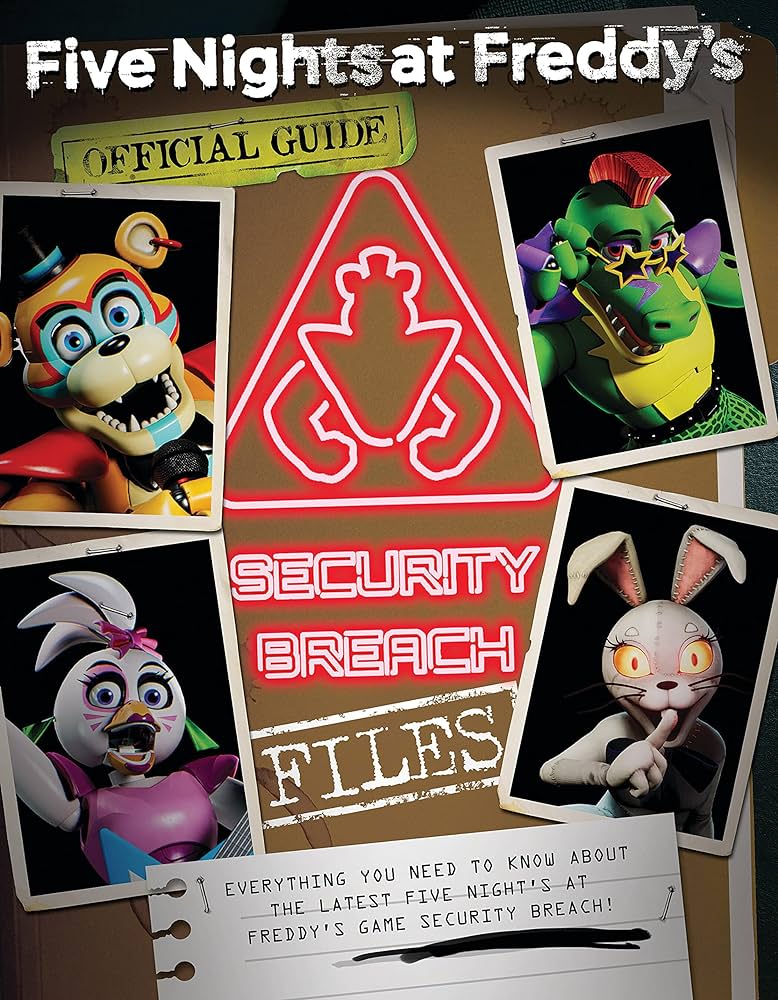 Five Nights at Freddy's
OFFICIAL GUIDE
SECURITY
BREACH
FILES
EVERYTHING YOU NEED TO KNOW ABOUT
THE LATEST FIVE NIGHT'S AT
FREDDY'S GAME SECURITY BREACH!